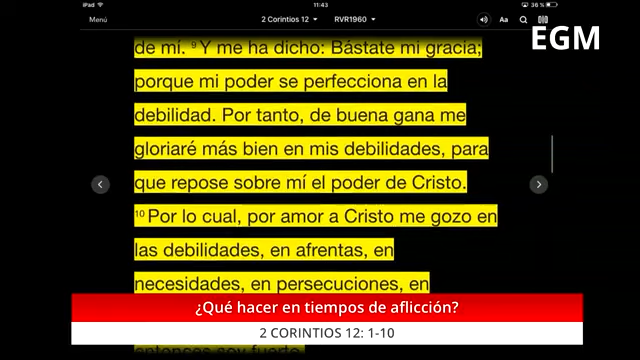 iPad
11:43
36 %
Menú
2 Corintios 12
RVR1960
Aa
EGM
de mí. 9 Y me ha dicho: Bástate mi gracia;
porque mi poder se perfecciona en la
debilidad. Por tanto, de buena gana me
gloriaré más bien en mis debilidades, para
que repose sobre mí el poder de Cristo.
10 Por lo cual, por amor a Cristo me gozo en
las debilidades, en afrentas, en
necesidades, en persecuciones, en
¿Qué hacer en tiempos de aflicción?
2 CORINTIOS 12: 1-10
entonces soy fuerte